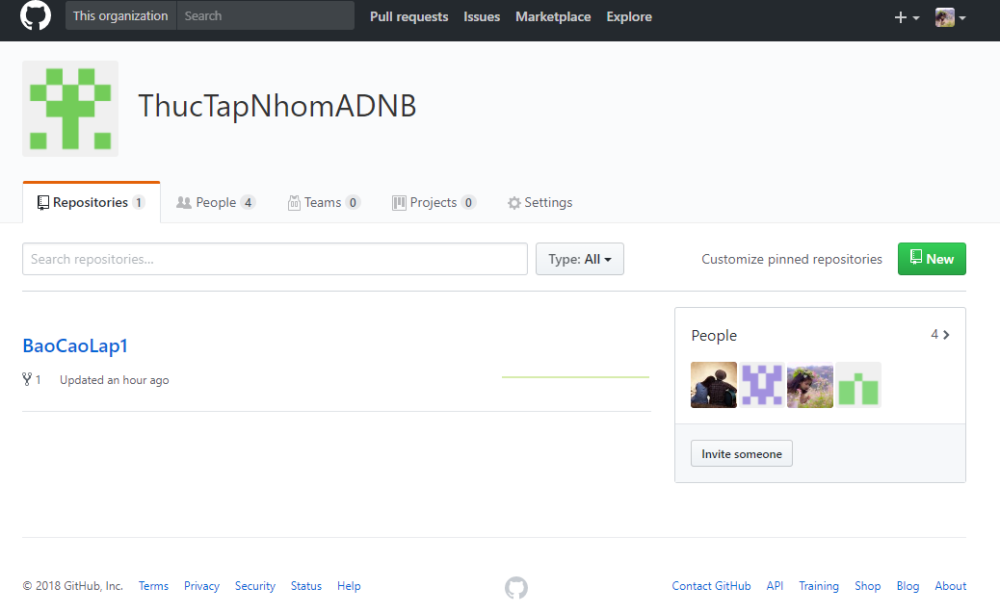 This organization Search Pull requests Issues Marketplace Explore
ThucTapNhomADNB
Repositories 1 People 4 Teams 0 Projects 0 Settings
Search repositories... Type: All Customize pinned repositories New
People 4
BaoCaoLap1
1 Updated an hour ago
Invite someone
© 2018 GitHub, Inc. Terms Privacy Security Status Help Contact GitHub API Training Shop Blog About